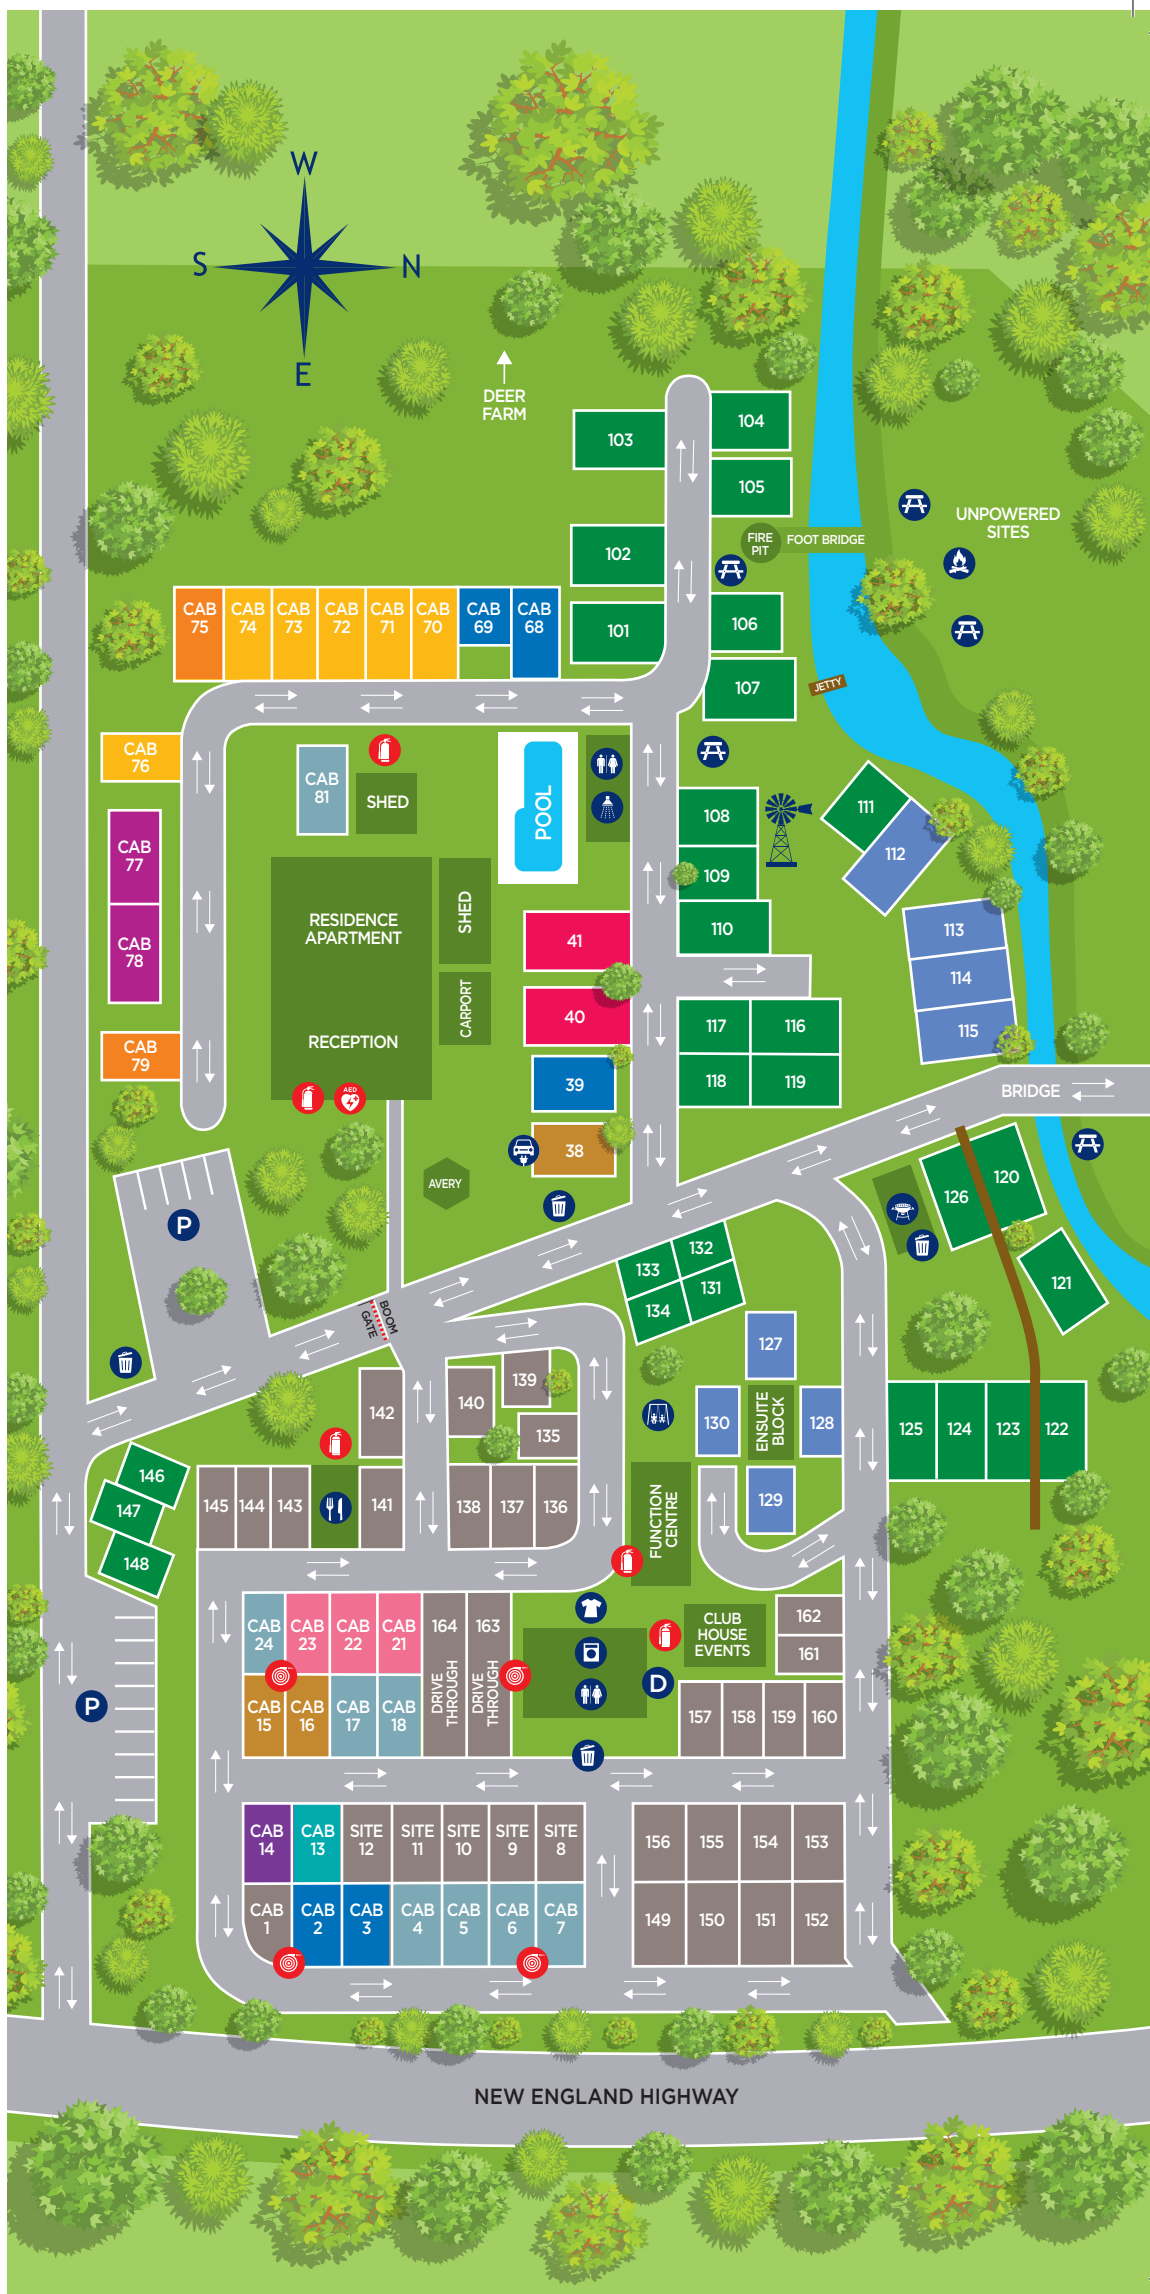 W
S
N
E
DEER
FARM
103
104
105
UNPOWERED
SITES
FIRE
PIT
FOOT BRIDGE
102
101
106
107
JETTY
CAB
75
CAB
74
CAB
73
CAB
72
CAB
71
CAB
70
CAB
69
CAB
68
CAB
76
CAB
81
SHED
POOL
CAB
77
CAB
78
CAB
79
108
109
110
111
112
113
114
115
RESIDENCE
APARTMENT
SHED
41
40
CARPORT
RECEPTION
AED
39
38
117
116
118
119
BRIDGE
AVERY
P
126
120
121
133
132
134
131
BOOM
GATE
127
130
ENSUITE
BLOCK
128
129
125
124
123
122
142
140
139
135
146
147
148
145
144
143
141
138
137
136
FUNCTION
CENTRE
CAB
24
CAB
23
CAB
22
CAB
21
164
DRIVE
THROUGH
163
DRIVE
THROUGH
CLUB
HOUSE
EVENTS
162
161
D
P
CAB
15
CAB
16
CAB
17
CAB
18
157
158
159
160
CAB
14
CAB
13
SITE
12
SITE
11
SITE
10
SITE
9
SITE
8
156
155
154
153
CAB
1
CAB
2
CAB
3
CAB
4
CAB
5
CAB
6
CAB
7
149
150
151
152
NEW ENGLAND HIGHWAY